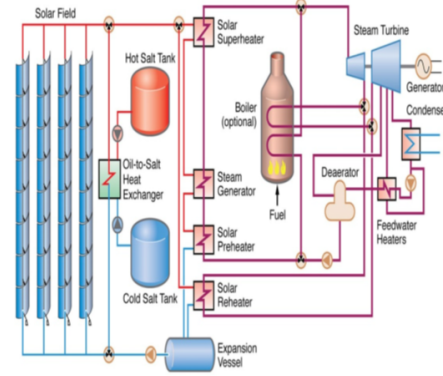 Solar Field
Hot Salt Tank
Oil-to-Salt
Heat
Exchanger
Cold Salt Tank
Solar
Superheater
Boiler
(optional)
Fuel
Steam
Generator
Solar
Preheater
Solar
Reheater
Expansion
Vessel
Steam Turbine
Generator
Condense
Deaerator
Feedwater
Heaters